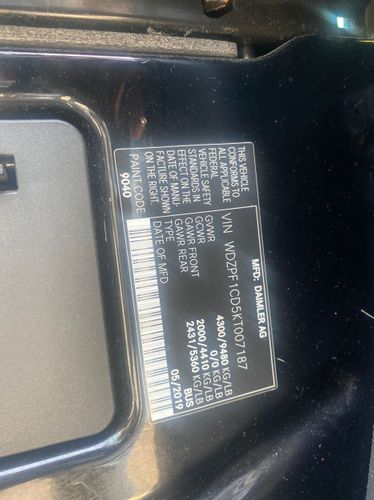 MFD: DAIMLER AG
VIN WDZPF1CD5KT007187
THIS VEHICLE
CONFORMS TO
ALL APPLICABLE
FEDERAL
VEHICLE SAFETY
STANDARDS IN
EFFECT ON THE
DATE OF MANU-
FACTURE SHOWN
ON THE RIGHT.
GVWR 4300/9480 KG/LB
GCWR 0/0 KG/LB
GAWR FRONT 2000/4410 KG/LB
GAWR REAR 2431/5360 KG/LB
TYPE BUS
DATE OF MFD 05/2019
PAINT CODE
9040